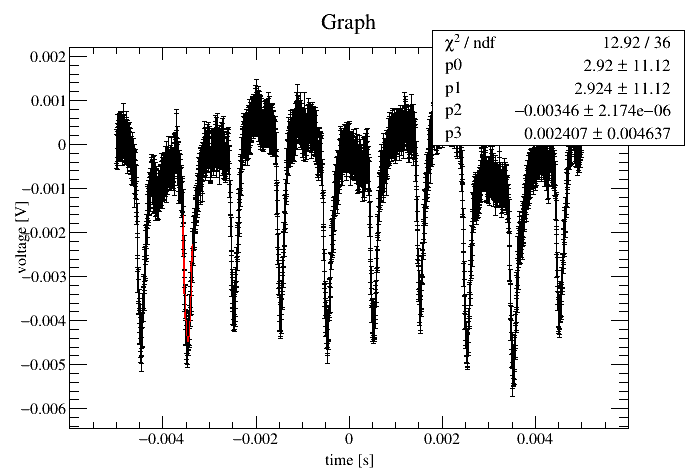 Graph
χ² / ndf 12.92 / 36
p0 2.92 ± 11.12
p1 2.924 ± 11.12
p2 −0.00346 ± 2.174e−06
p3 0.002407 ± 0.004637
0.002
0.001
0
−0.001
−0.002
−0.003
−0.004
−0.005
−0.006
voltage [V]
−0.004 −0.002 0 0.002 0.004
time [s]